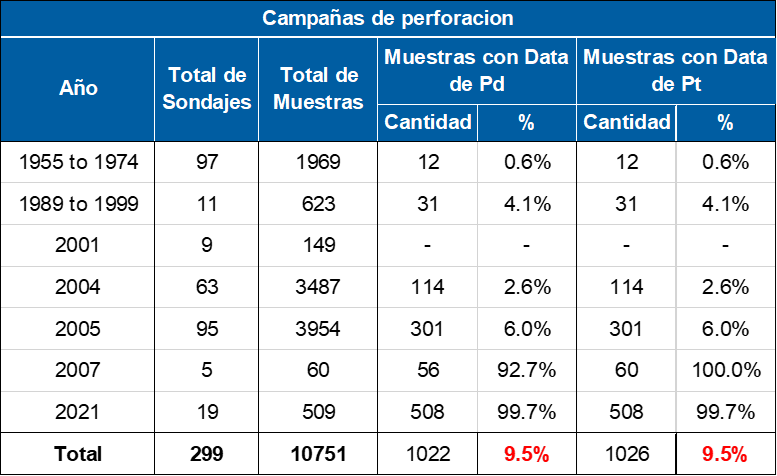 Campañas de perforacion
Año Total de Sondajes Total de Muestras Muestras con Data de Pd Muestras con Data de Pt
Cantidad % Cantidad %
1955 to 1974 97 1969 12 0.6% 12 0.6%
1989 to 1999 11 623 31 4.1% 31 4.1%
2001 9 149 - - - -
2004 63 3487 114 2.6% 114 2.6%
2005 95 3954 301 6.0% 301 6.0%
2007 5 60 56 92.7% 60 100.0%
2021 19 509 508 99.7% 508 99.7%
Total 299 10751 1022 9.5% 1026 9.5%